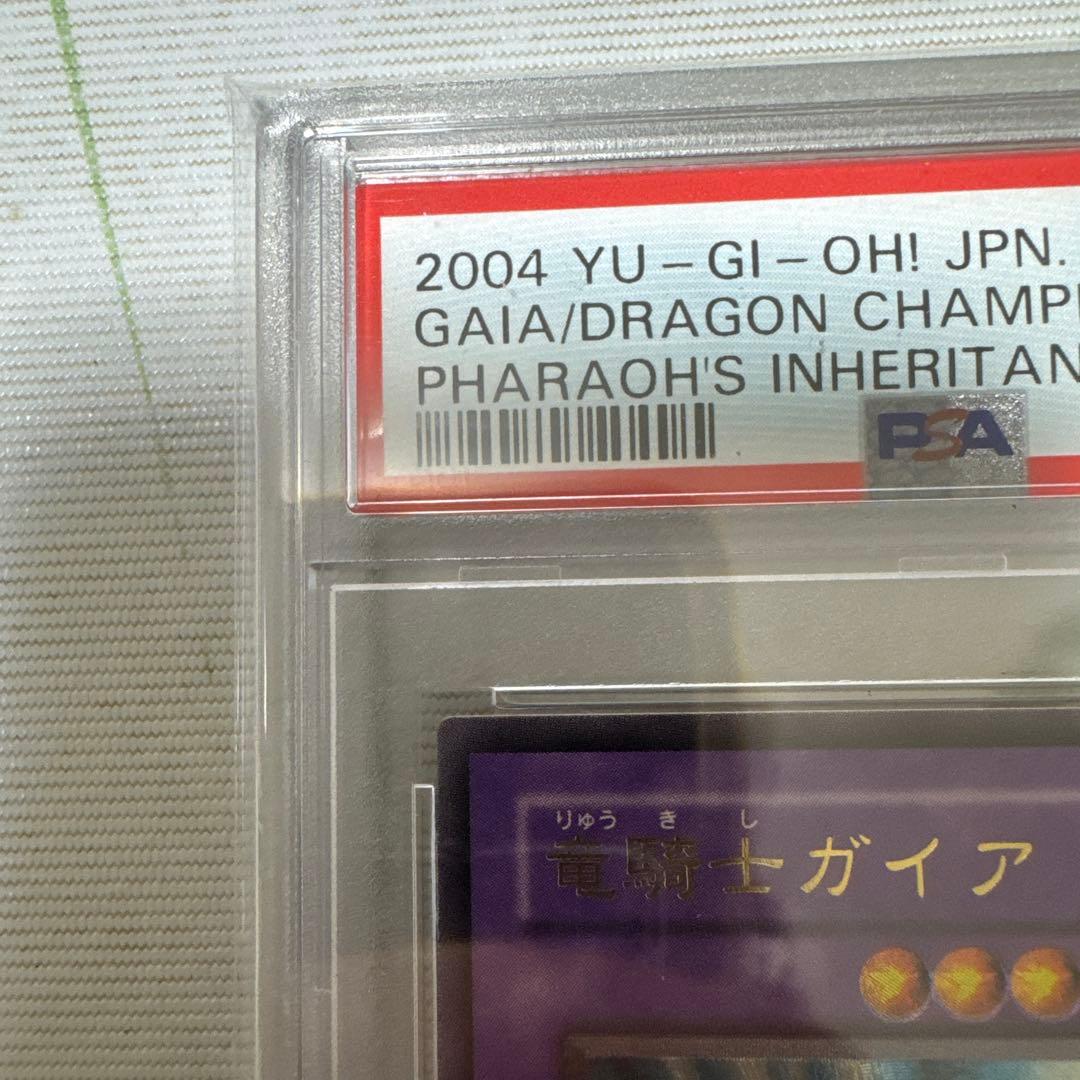 2004 YU-GI-OH! JPN.
GAIA/DRAGON CHAMP
PHARAOH'S INHERITAN
PSA
りゅう き し
竜騎士ガイア